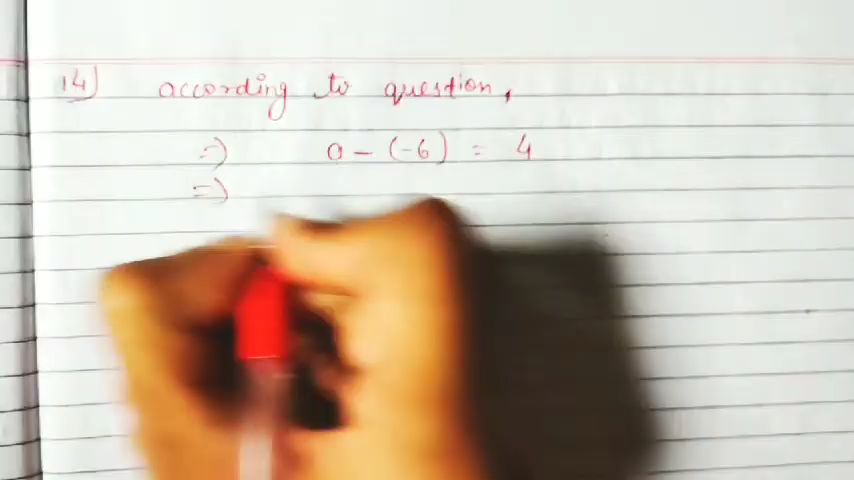 14) according to question,
=) a - (-6) = 4
=)